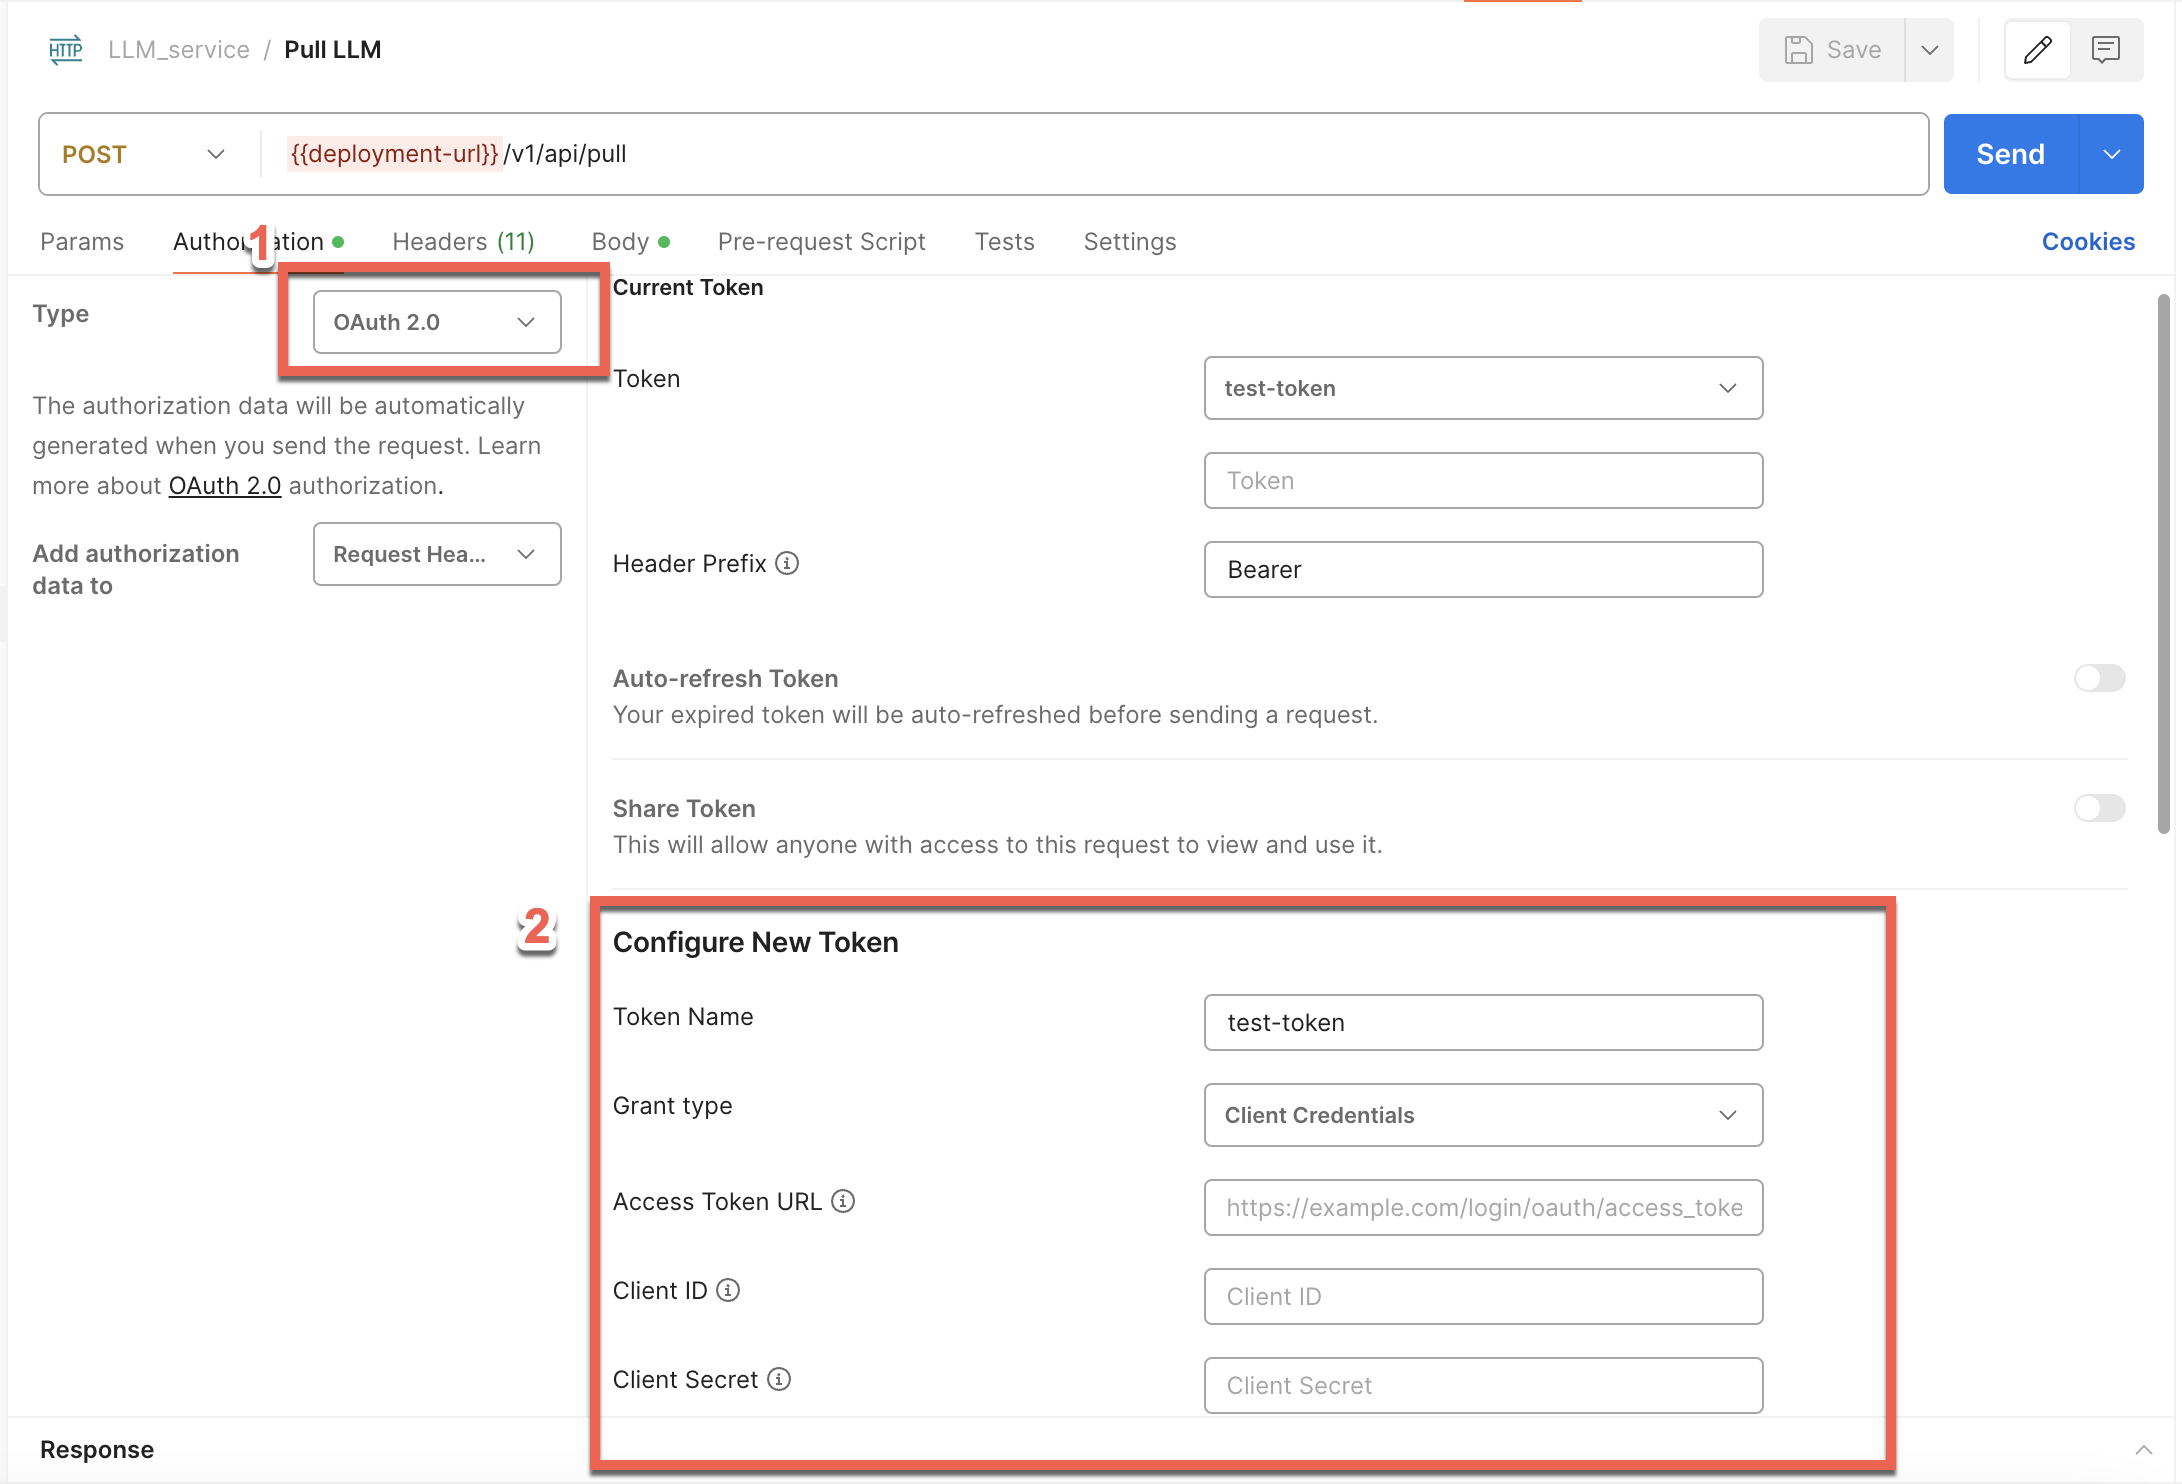 HTTP LLM_service / Pull LLM
Save
POST {{deployment-url}}/v1/api/pull
Send
Params Authorization Headers (11) Body Pre-request Script Tests Settings Cookies
1
Type OAuth 2.0
The authorization data will be automatically
generated when you send the request. Learn
more about OAuth 2.0 authorization.
Add authorization
data to
Request Hea...
Current Token
Token test-token
Token
Header Prefix Bearer
Auto-refresh Token
Your expired token will be auto-refreshed before sending a request.
Share Token
This will allow anyone with access to this request to view and use it.
2
Configure New Token
Token Name test-token
Grant type Client Credentials
Access Token URL https://example.com/login/oauth/access_toke
Client ID Client ID
Client Secret Client Secret
Response